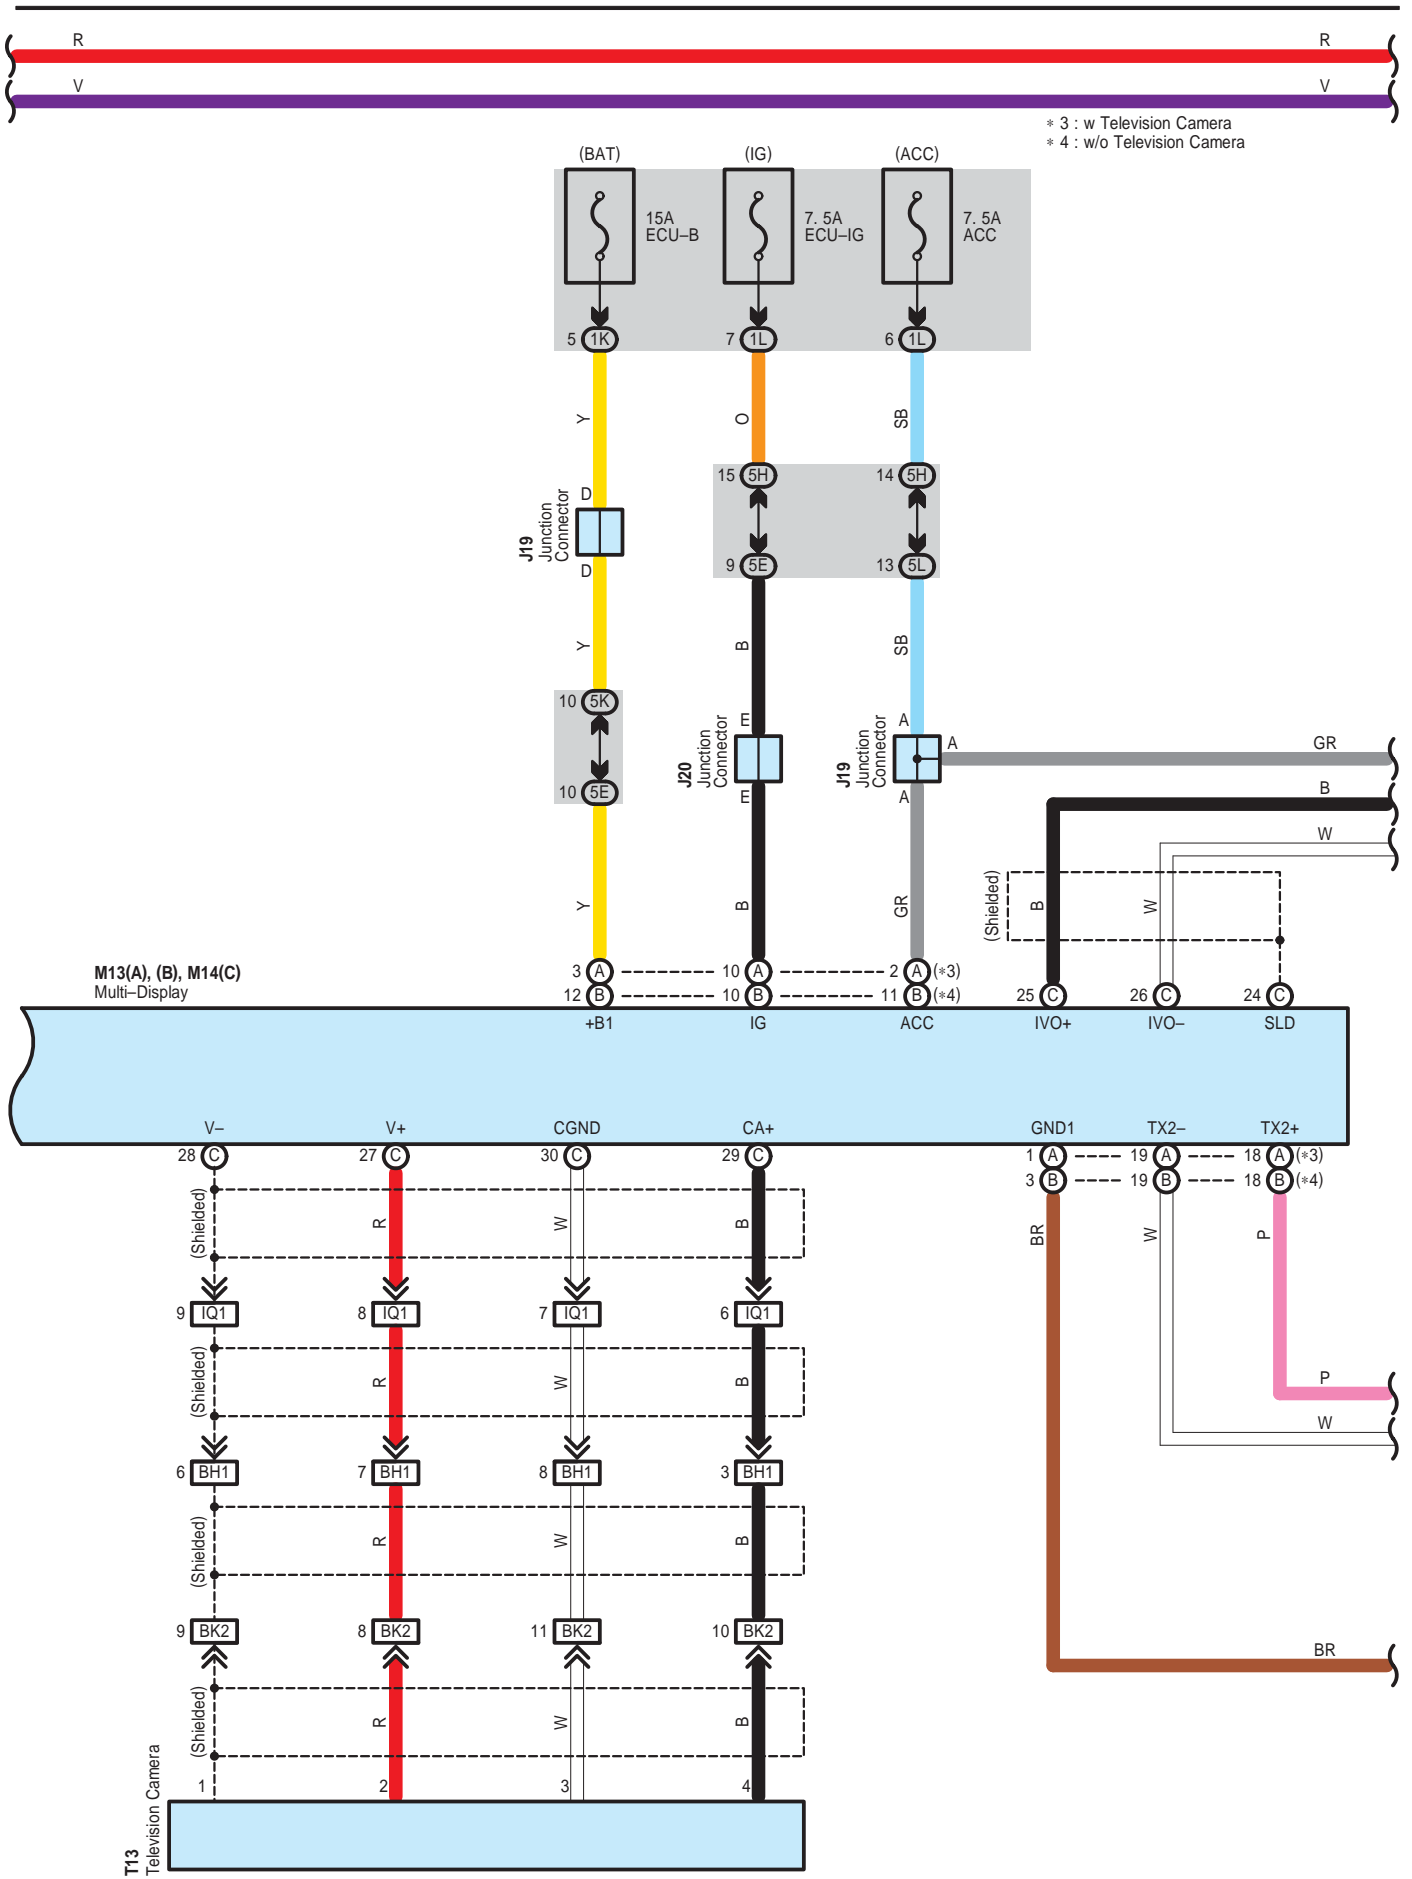 R R
V V
* 3 : w Television Camera
* 4 : w/o Television Camera
(BAT) (IG) (ACC)
15A
ECU–B
7. 5A
ECU–IG
7. 5A
ACC
5 1K 7 1L 6 1L
Y O SB
15 5H 14 5H
D
J19
Junction
Connector
D
9 5E 13 5L
Y B SB
10 5K
E A
J20
Junction
Connector
J19
Junction
Connector
A GR
10 5E
E A
B
W
(Shielded)
Y B GR B W
M13(A), (B), M14(C)
Multi–Display
3 A 10 A 2 A (*3)
12 B 10 B 11 B (*4) 25 C 26 C 24 C
+B1 IG ACC IVO+ IVO– SLD
V– V+ CGND CA+ GND1 TX2– TX2+
28 C 27 C 30 C 29 C 1 A 19 A 18 A (*3)
3 B 19 B 18 B (*4)
(Shielded) R W B BR W P
9 IQ1 8 IQ1 7 IQ1 6 IQ1
(Shielded) R W B
P
W
6 BH1 7 BH1 8 BH1 3 BH1
(Shielded) R W B
9 BK2 8 BK2 11 BK2 10 BK2
BR
(Shielded) R W B
1 2 3 4
T13
Television Camera